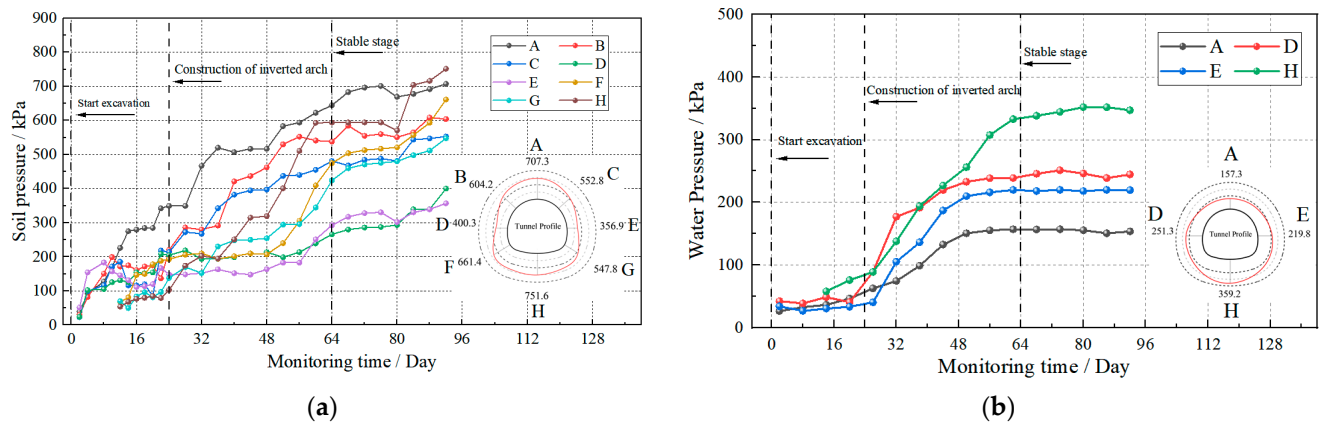 900
800
700
600
500
400
300
200
100
0
Soil pressure / kPa
0
16
32
48
64
80
96
112
128
Monitoring time / Day
Start excavation
Construction of inverted arch
Stable stage
A
B
C
D
E
F
G
H
A
707.3
B
604.2
552.8
C
D
400.3
356.9
E
F
661.4
547.8
G
751.6
H
Tunnel Profile
(a)
500
400
300
200
100
0
Water Pressure / kPa
0
16
32
48
64
80
96
112
128
Monitoring time / Day
Start excavation
Construction of inverted arch
Stable stage
A
D
E
H
A
157.3
D
251.3
E
219.8
359.2
H
Tunnel Profile
(b)